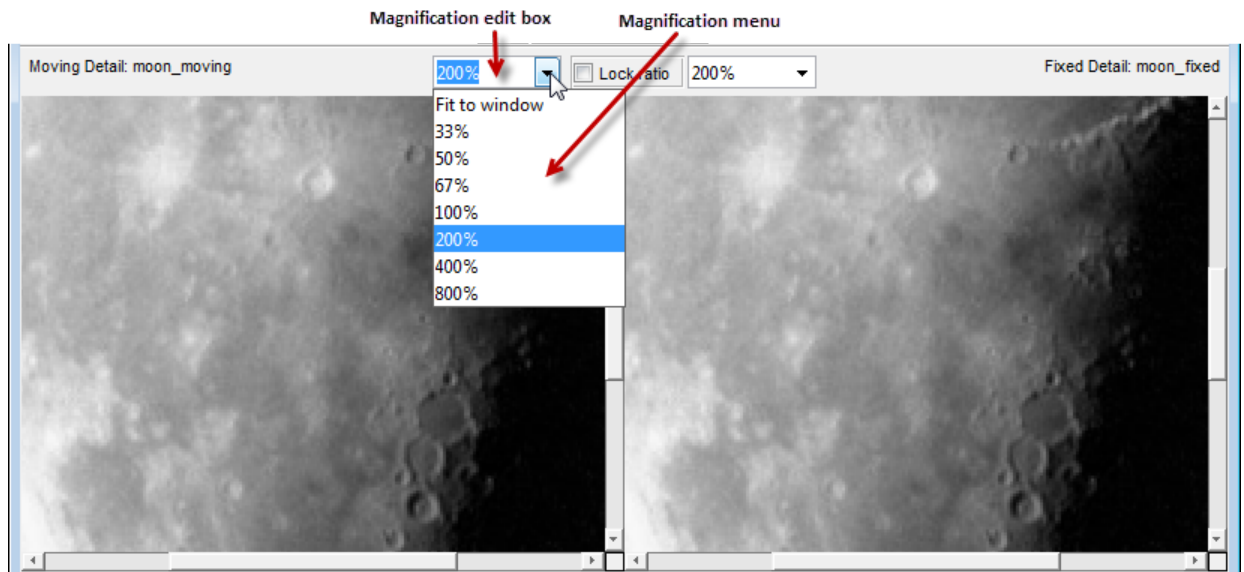 Magnification edit box
Magnification menu
Moving Detail: moon_moving
200%
Lock ratio
200%
Fixed Detail: moon_fixed
Fit to window
33%
50%
67%
100%
200%
400%
800%